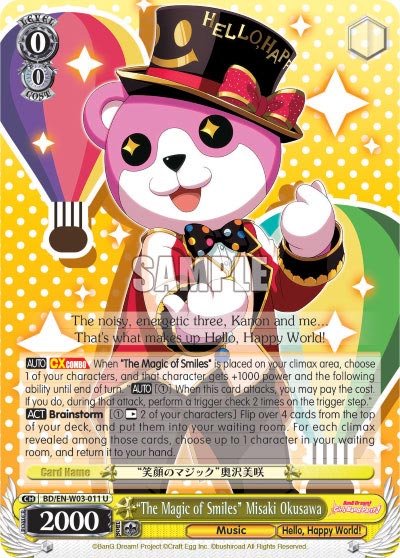 LEVEL
0
0
COST
HELLO,HAPP
SAMPLE
The noisy, energetic three, Kanon and me...
That's what makes up Hello, Happy World!
AUTO CXCOMBO When "The Magic of Smiles" is placed on your climax area, choose
1 of your characters, and that character gets +1000 power and the following
ability until end of turn. "AUTO [①] When this card attacks, you may pay the cost.
If you do, during that attack, perform a trigger check 2 times on the trigger step."
ACT Brainstorm [① ▶ 2 of your characters] Flip over 4 cards from the top
of your deck, and put them into your waiting room. For each climax
revealed among those cards, choose up to 1 character in your waiting
room, and return it to your hand.
Card Name
"笑顔のマジック"奥沢美咲
CH BD/EN-W03-011 U
2000
"The Magic of Smiles" Misaki Okusawa
BanG Dream!
Girls Band Party!
Music
Hello, Happy World!
©BanG Dream! Project ©Craft Egg Inc. ©bushiroad All Rights Reserved.